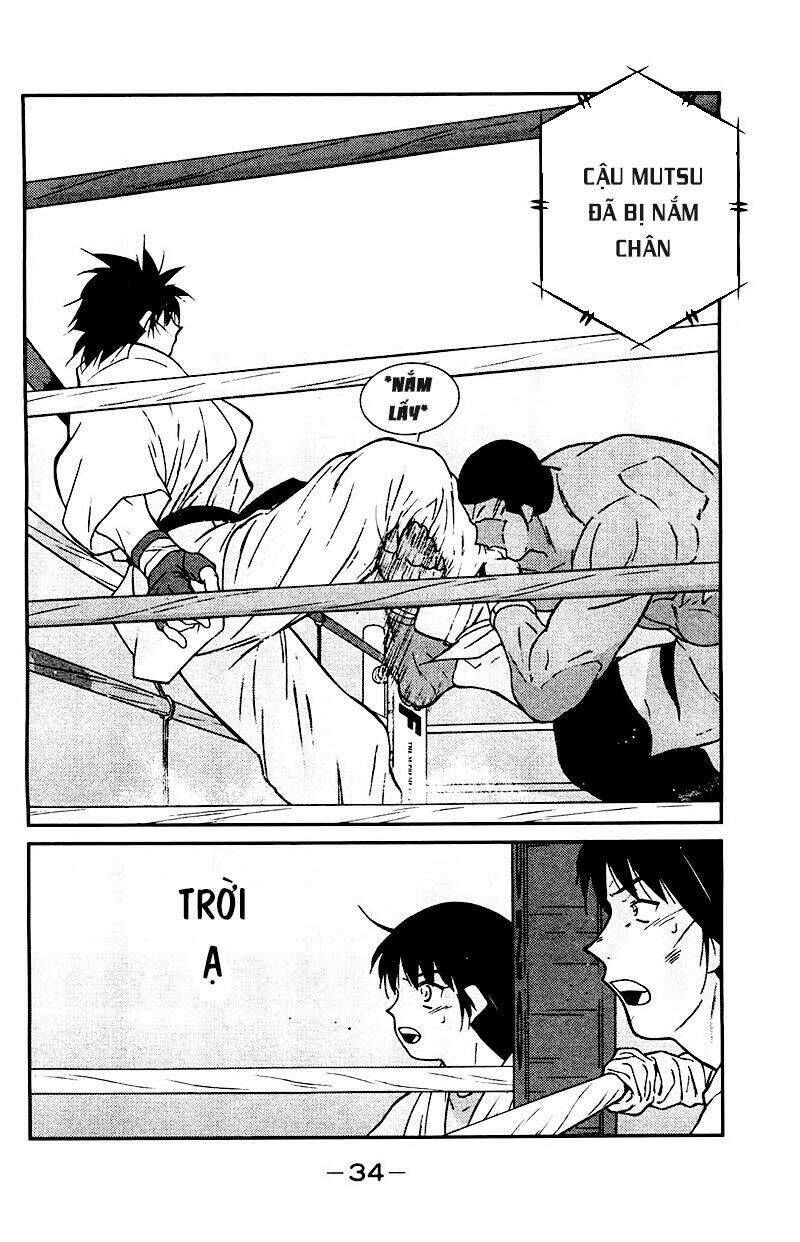 CẬU MUTSU
ĐÃ BỊ NẮM
CHÂN
*NẮM
LẤY*
F
TRỜI
Ạ
—34—